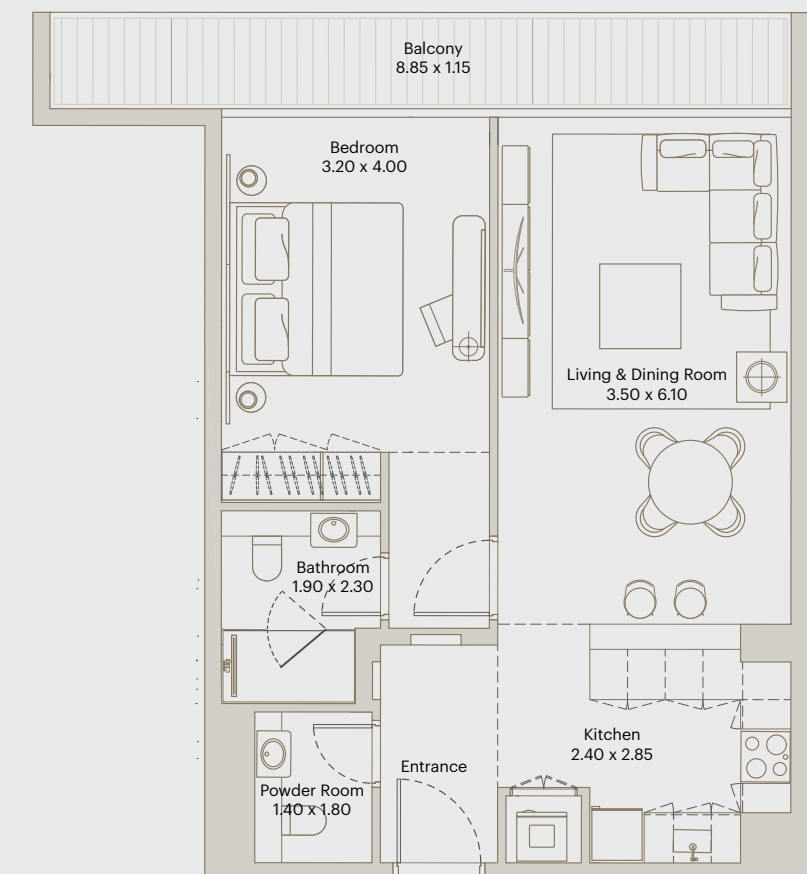 Balcony
8.85 x 1.15
Bedroom
3.20 x 4.00
Living & Dining Room
3.50 x 6.10
Bathroom
1.90 x 2.30
Kitchen
2.40 x 2.85
Entrance
Powder Room
1.40 x 1.80